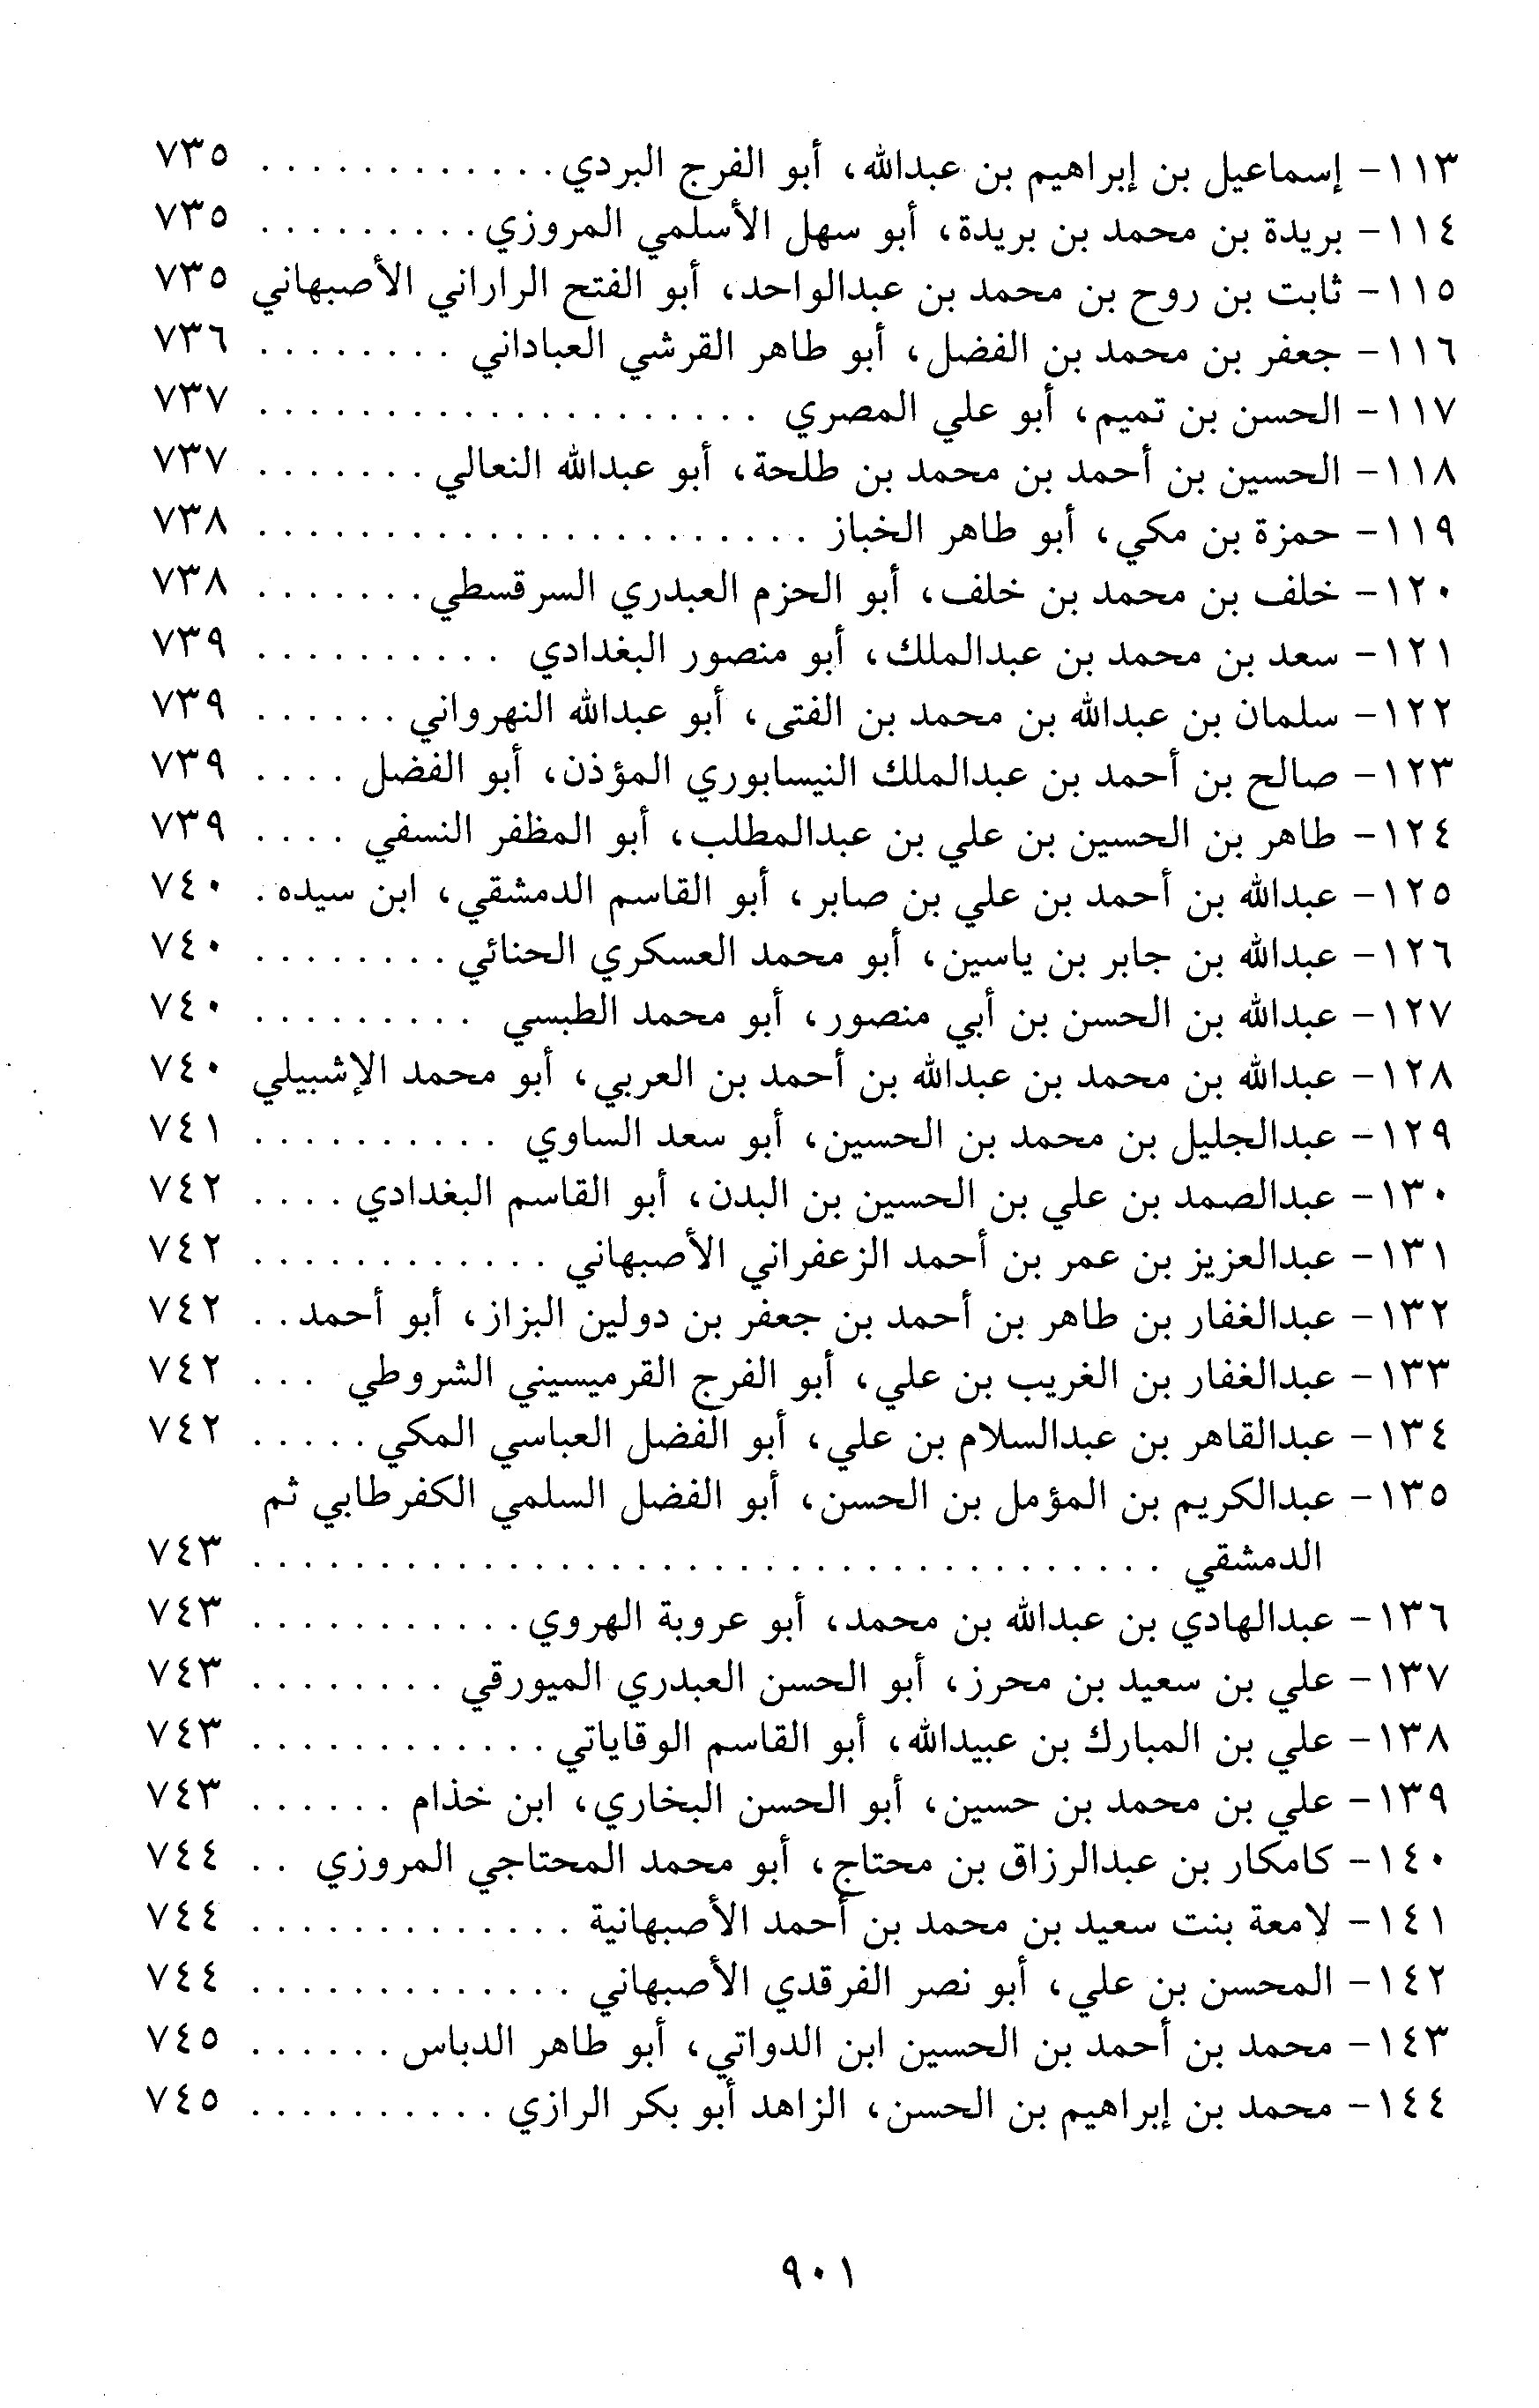 ١١٣- إسماعيل بن إبراهيم بن عبدالله، أبو الفرج البردي . . . . . . . . . . . . ٧٣٥
١١٤- بريدة بن محمد بن بريدة، أبو سهل الأسلمي المروزي . . . . . . . . . ٧٣٥
١١٥- ثابت بن روح بن محمد بن عبدالواحد، أبو الفتح الراراني الأصبهاني ٧٣٥
١١٦- جعفر بن محمد بن الفضل، أبو طاهر القرشي العباداني . . . . . . . . ٧٣٦
١١٧- الحسن بن تميم، أبو علي المصري . . . . . . . . . . . . . . . . . . . . ٧٣٧
١١٨- الحسين بن أحمد بن محمد بن طلحة، أبو عبدالله النعالي . . . . . . . ٧٣٧
١١٩- حمزة بن مكي، أبو طاهر الخباز . . . . . . . . . . . . . . . . . . . . . . ٧٣٨
١٢٠- خلف بن محمد بن خلف، أبو الحزم العبدري السرقسطي . . . . . . . ٧٣٨
١٢١- سعد بن محمد بن عبدالملك، أبو منصور البغدادي . . . . . . . . . . ٧٣٩
١٢٢- سلمان بن عبدالله بن محمد بن الفتى، أبو عبدالله النهرواني . . . . . . ٧٣٩
١٢٣- صالح بن أحمد بن عبدالملك النيسابوري المؤذن، أبو الفضل . . . . ٧٣٩
١٢٤- طاهر بن الحسين بن علي بن عبدالمطلب، أبو المظفر النسفي . . . . ٧٣٩
١٢٥- عبدالله بن أحمد بن علي بن صابر، أبو القاسم الدمشقي، ابن سيده . ٧٤٠
١٢٦- عبدالله بن جابر بن ياسين، أبو محمد العسكري الحنائي . . . . . . . . ٧٤٠
١٢٧- عبدالله بن الحسن بن أبي منصور، أبو محمد الطبسي . . . . . . . . . ٧٤٠
١٢٨- عبدالله بن محمد بن عبدالله بن أحمد بن العربي، أبو محمد الإشبيلي ٧٤٠
١٢٩- عبدالجليل بن محمد بن الحسين، أبو سعد الساوي . . . . . . . . . . ٧٤١
١٣٠- عبدالصمد بن علي بن الحسين بن البدن، أبو القاسم البغدادي . . . . ٧٤٢
١٣١- عبدالعزيز بن عمر بن أحمد الزعفراني الأصبهاني . . . . . . . . . . . . ٧٤٢
١٣٢- عبدالغفار بن طاهر بن أحمد بن جعفر بن دولين البزاز، أبو أحمد . . ٧٤٢
١٣٣- عبدالغفار بن الغريب بن علي، أبو الفرج القرميسيني الشروطي . . . ٧٤٢
١٣٤- عبدالقاهر بن عبدالسلام بن علي، أبو الفضل العباسي المكي . . . . . ٧٤٢
١٣٥- عبدالكريم بن المؤمل بن الحسن، أبو الفضل السلمي الكفرطابي ثم
الدمشقي . . . . . . . . . . . . . . . . . . . . . . . . . . . . . . . . . . . . ٧٤٣
١٣٦- عبدالهادي بن عبدالله بن محمد، أبو عروبة الهروي . . . . . . . . . . . ٧٤٣
١٣٧- علي بن سعيد بن محرز، أبو الحسن العبدري الميورقي . . . . . . . . ٧٤٣
١٣٨- علي بن المبارك بن عبيدالله، أبو القاسم الوقاياتي . . . . . . . . . . . . ٧٤٣
١٣٩- علي بن محمد بن حسين، أبو الحسن البخاري، ابن خذام . . . . . . ٧٤٣
١٤٠- كامكار بن عبدالرزاق بن محتاج، أبو محمد المحتاجي المروزي . . ٧٤٤
١٤١- لامعة بنت سعيد بن محمد بن أحمد الأصبهانية . . . . . . . . . . . . . ٧٤٤
١٤٢- المحسن بن علي، أبو نصر الفرقدي الأصبهاني . . . . . . . . . . . . . ٧٤٤
١٤٣- محمد بن أحمد بن الحسين ابن الدواتي، أبو طاهر الدباس . . . . . . ٧٤٥
١٤٤- محمد بن إبراهيم بن الحسن، الزاهد أبو بكر الرازي . . . . . . . . . . ٧٤٥
٩٠١